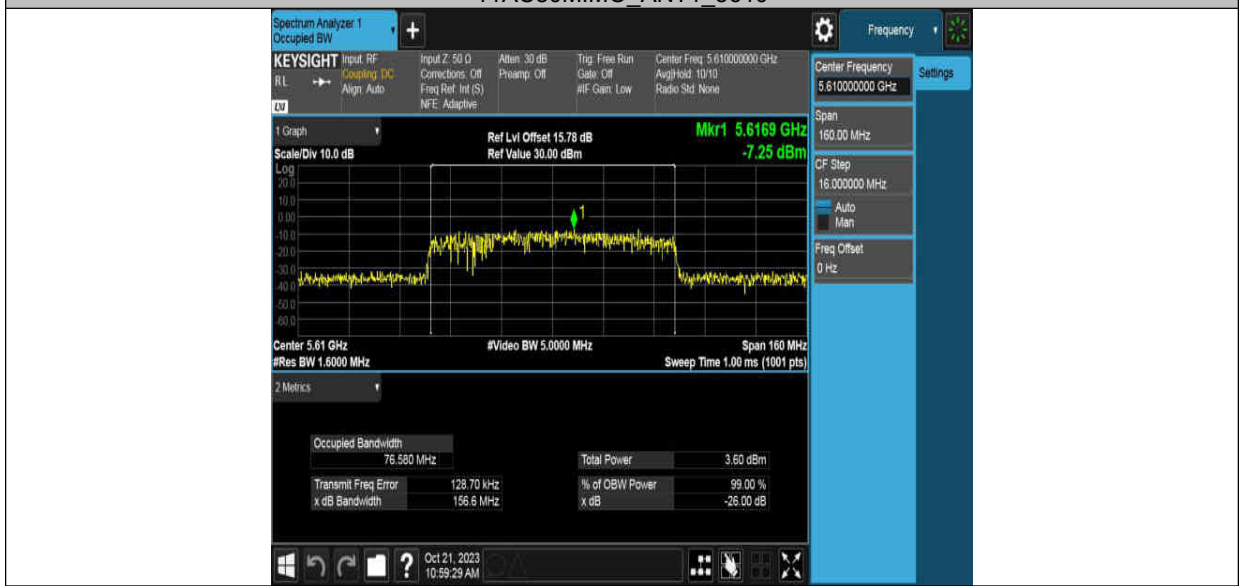 Spectrum Analyzer 1
Occupied BW
+
Frequency
KEYSIGHT
RL
Input: RF
Coupling: DC
Align: Auto
Input Z: 50 Ω
Corrections: Off
Freq Ref: Int (S)
NFE: Adaptive
Atten: 30 dB
Preamp: Off
Trig: Free Run
Gate: Off
#IF Gain: Low
Center Freq: 5.610000000 GHz
Avg|Hold: 10/10
Radio Std: None
LXI
Center Frequency
5.610000000 GHz
Settings
Span
160.00 MHz
CF Step
16.000000 MHz
Auto
Man
Freq Offset
0 Hz
1 Graph
Scale/Div 10.0 dB
Ref Lvl Offset 15.78 dB
Ref Value 30.00 dBm
Mkr1 5.6169 GHz
-7.25 dBm
Log
20.0
10.0
0.00
-10.0
-20.0
-30.0
-40.0
-50.0
-60.0
1
Center 5.61 GHz
#Res BW 1.6000 MHz
#Video BW 5.0000 MHz
Span 160 MHz
Sweep Time 1.00 ms (1001 pts)
2 Metrics
Occupied Bandwidth
76.580 MHz
Total Power 3.60 dBm
Transmit Freq Error 128.70 kHz
% of OBW Power 99.00 %
x dB Bandwidth 156.6 MHz
x dB -26.00 dB
?
Oct 21, 2023
10:59:29 AM